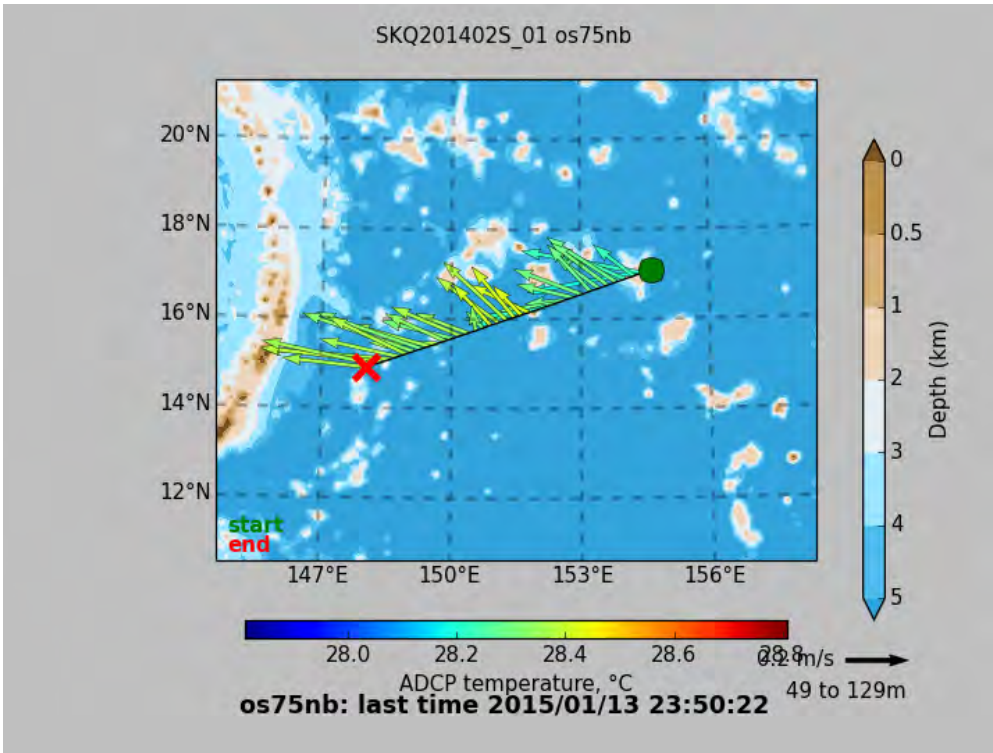 SKQ201402S_01 os75nb
20°N
18°N
16°N
14°N
12°N
start
end
147°E 150°E 153°E 156°E
0
0.5
1
2
3
4
5
Depth (km)
28.0 28.2 28.4 28.6 28.8
0.2 m/s
ADCP temperature, °C
49 to 129m
os75nb: last time 2015/01/13 23:50:22